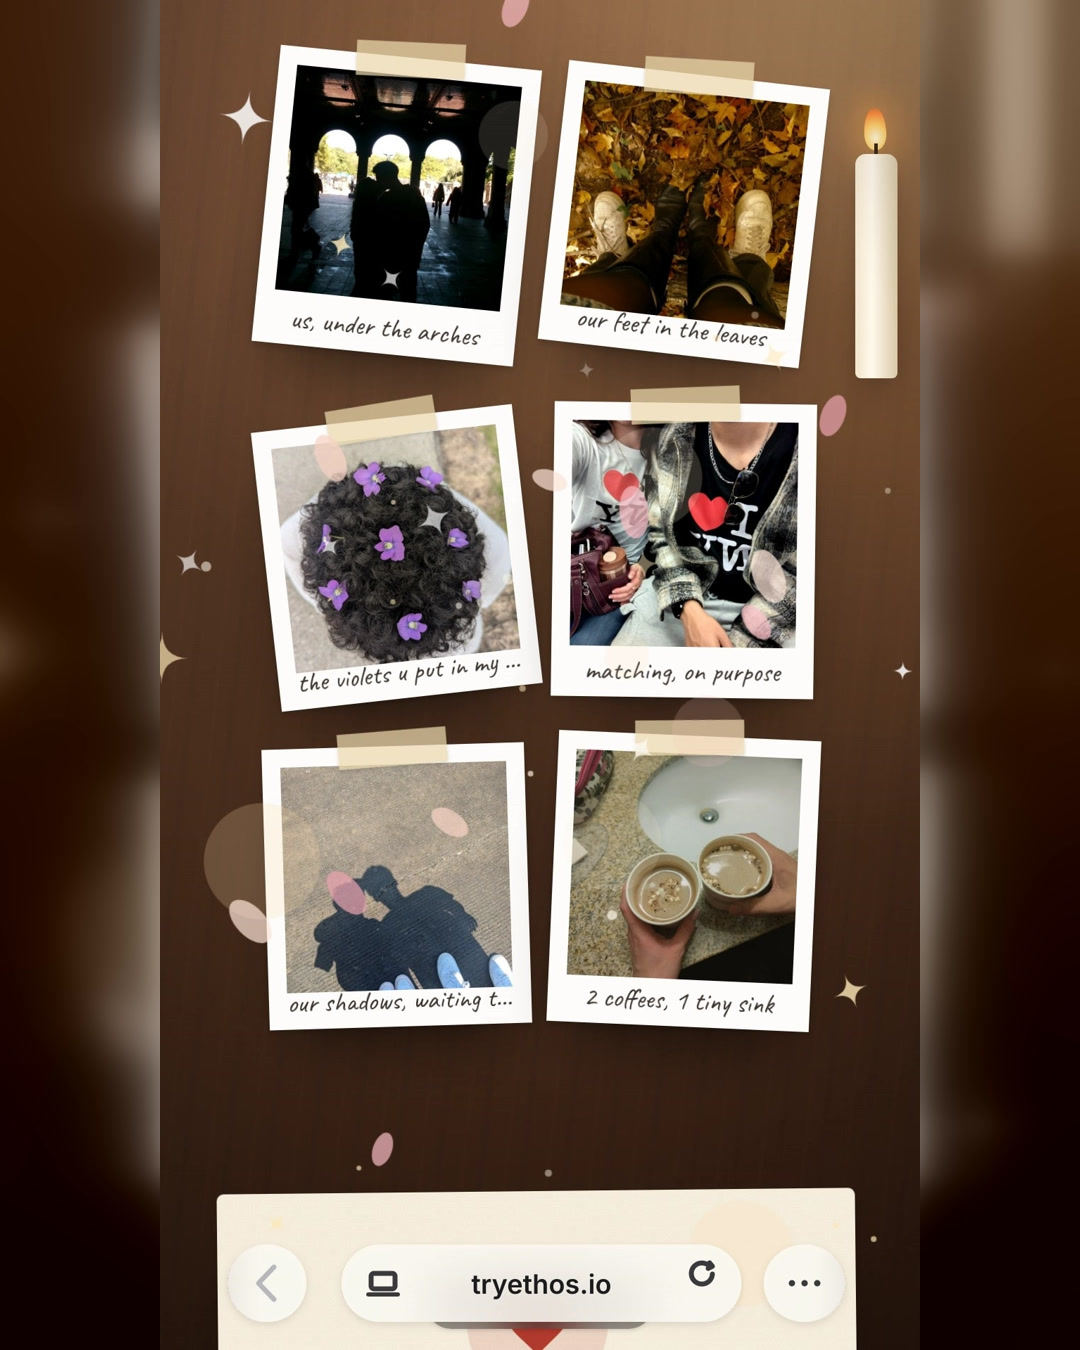 us, under the arches
our feet in the leaves
the violets u put in my ...
matching, on purpose
our shadows, waiting t...
2 coffees, 1 tiny sink
tryethos.io